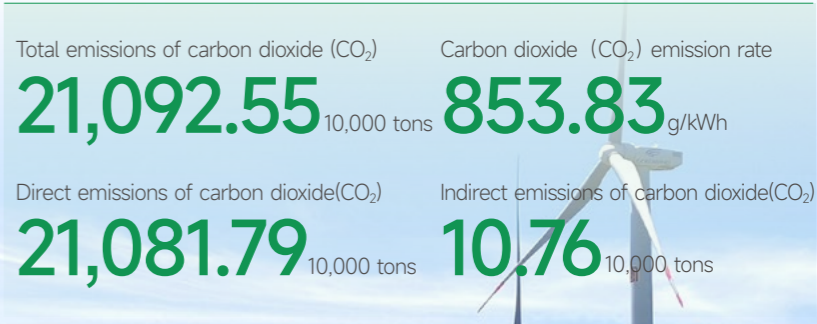 Total emissions of carbon dioxide (CO₂)
21,092.55 10,000 tons
Carbon dioxide（CO₂）emission rate
853.83 g/kWh
Direct emissions of carbon dioxide(CO₂)
21,081.79 10,000 tons
Indirect emissions of carbon dioxide(CO₂)
10.76 10,000 tons